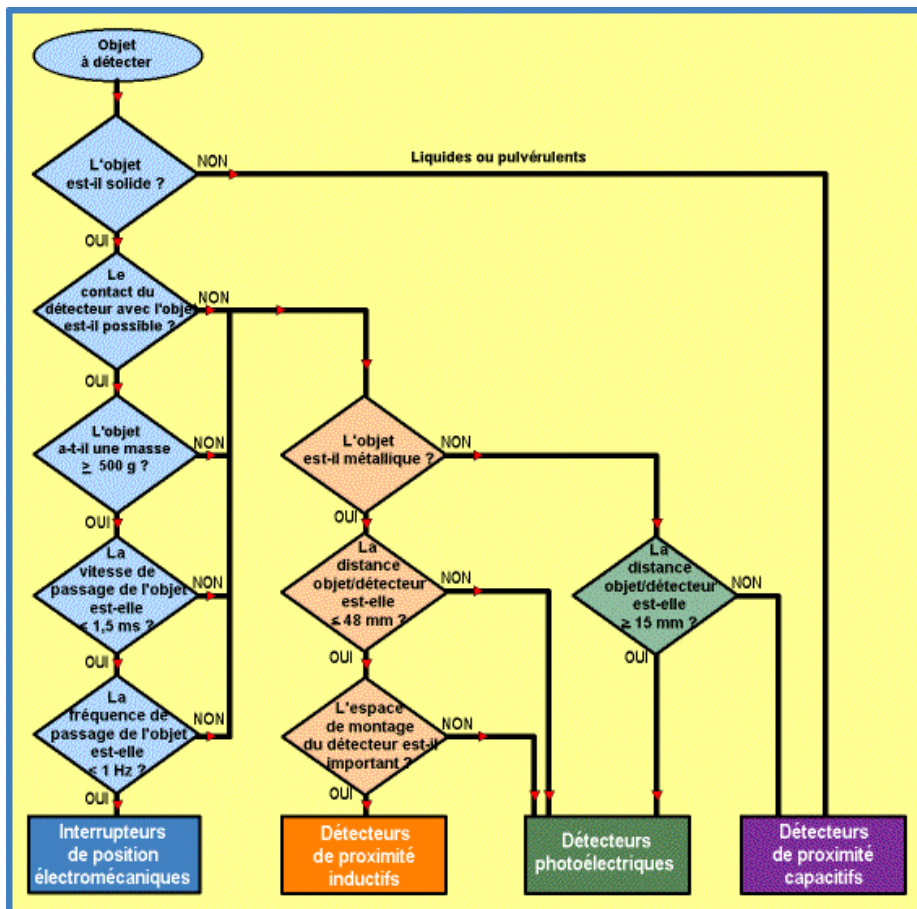 Objet
à détecter
L'objet
est-il solide ?
NON
Liquides ou pulvérulents
OUI
Le
contact du
détecteur avec l'objet
est-il possible ?
NON
OUI
L'objet
a-t-il une masse
≥ 500 g ?
NON
OUI
La
vitesse de
passage de l'objet
est-elle
< 1,5 ms ?
NON
OUI
La
fréquence de
passage de l'objet
est-elle
< 1 Hz ?
NON
OUI
L'objet
est-il métallique ?
NON
OUI
La
distance
objet/détecteur
est-elle
≤ 48 mm ?
NON
OUI
L'espace
de montage
du détecteur est-il
important ?
NON
OUI
La
distance
objet/détecteur
est-elle
≥ 15 mm ?
NON
OUI
Interrupteurs
de position
électromécaniques
Détecteurs
de proximité
inductifs
Détecteurs
photoélectriques
Détecteurs
de proximité
capacitifs